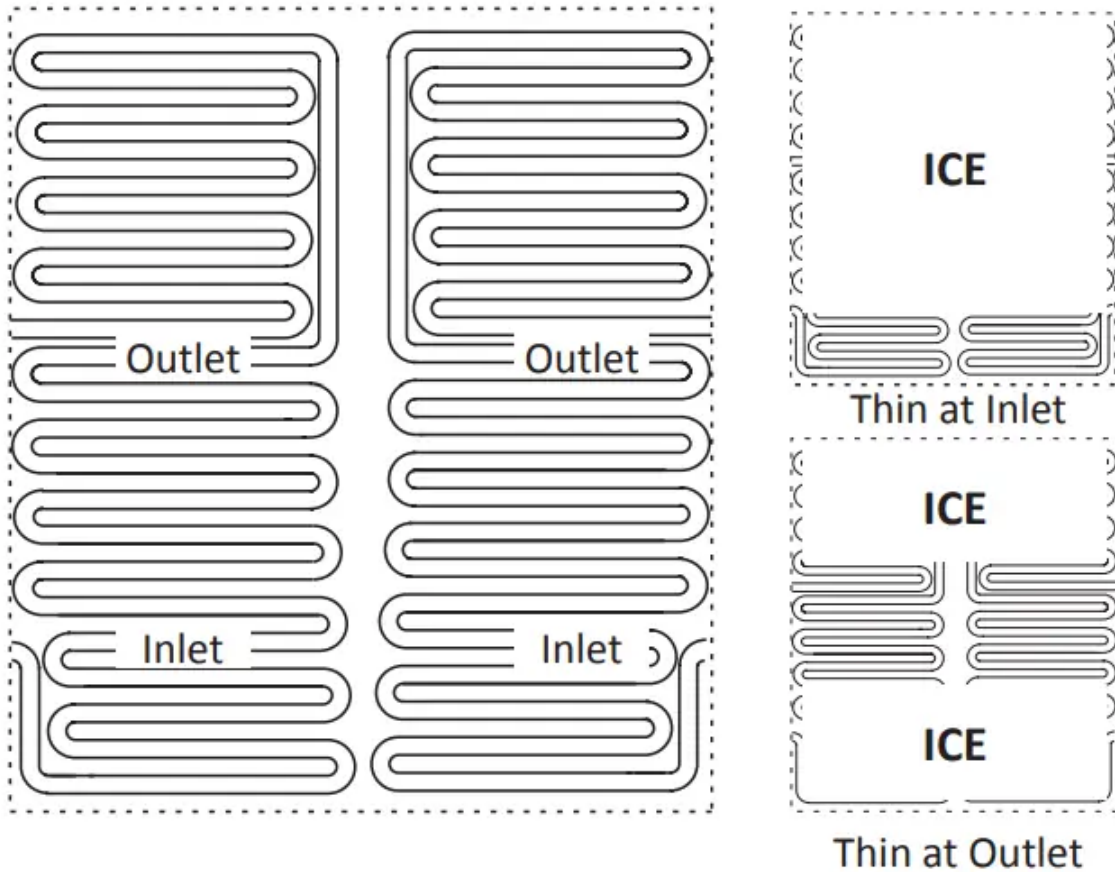 Outlet
Outlet
Inlet
Inlet
ICE
Thin at Inlet
ICE
ICE
Thin at Outlet